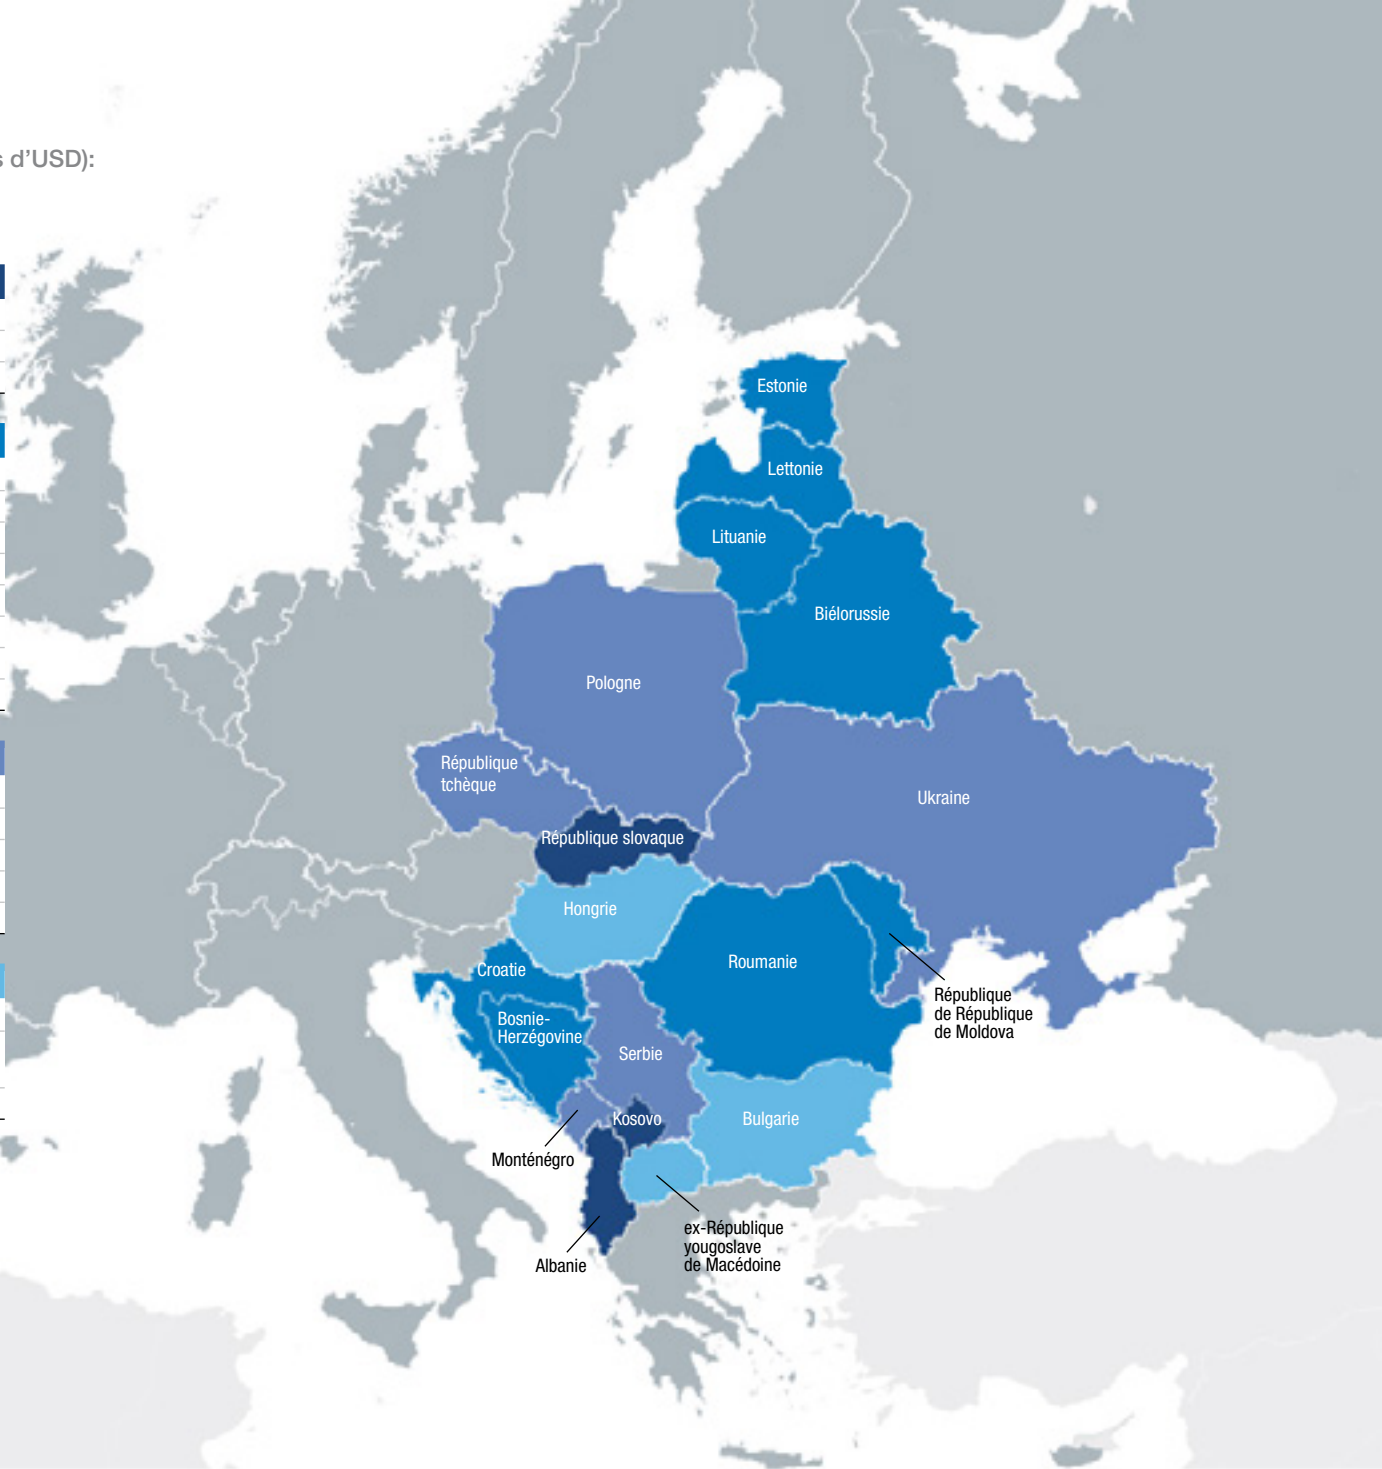 s d’USD):
Estonie
Lettonie
Lituanie
Biélorussie
Pologne
République
tchèque
Ukraine
République slovaque
Hongrie
Roumanie
Croatie
République
de République
de Moldova
Bosnie-
Herzégovine
Serbie
Kosovo
Bulgarie
Monténégro
ex-République
yougoslave
de Macédoine
Albanie